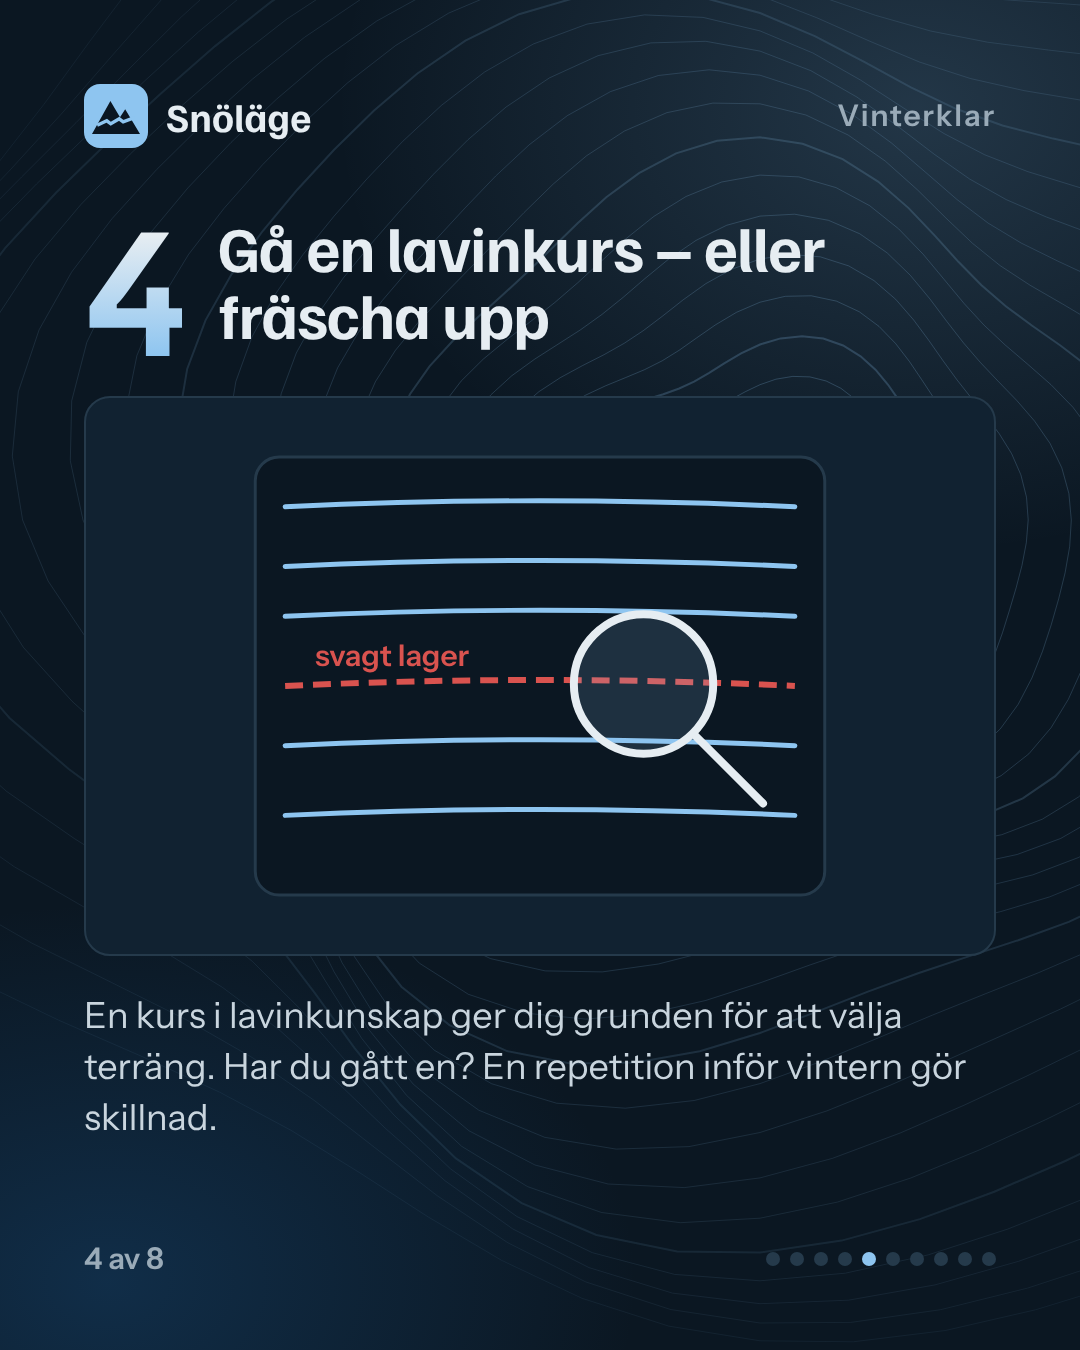 Snöläge
Vinterklar
4
Gå en lavinkurs – eller
fräscha upp
svagt lager
En kurs i lavinkunskap ger dig grunden för att välja
terräng. Har du gått en? En repetition inför vintern gör
skillnad.
4 av 8